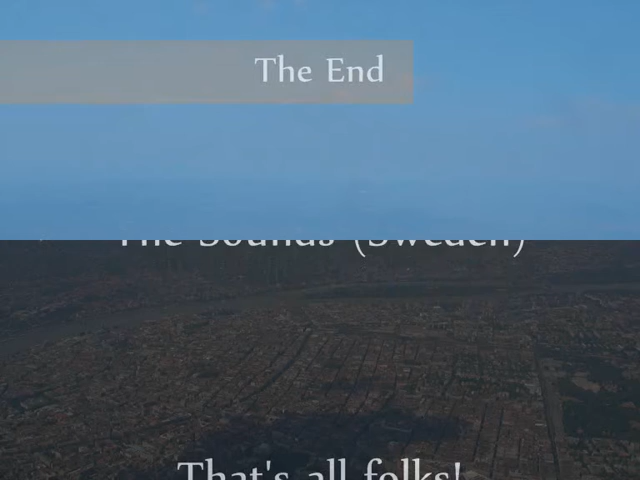 The End
The Sounds (Sweden)
That's all folks!